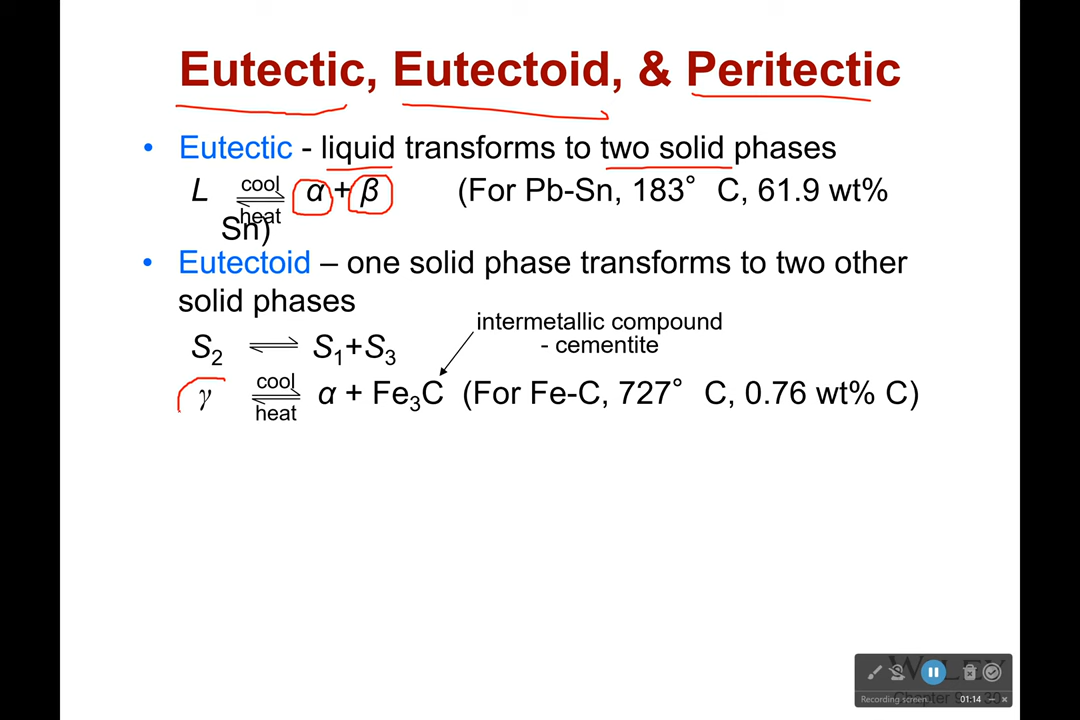 Eutectic, Eutectoid, & Peritectic
• Eutectic - liquid transforms to two solid phases
L cool heat α + β (For Pb-Sn, 183° C, 61.9 wt%
Sn)
• Eutectoid – one solid phase transforms to two other
solid phases
intermetallic compound
- cementite
S2 ⇌ S1+S3
γ cool heat α + Fe3C (For Fe-C, 727° C, 0.76 wt% C)
Recording screen...
01:14